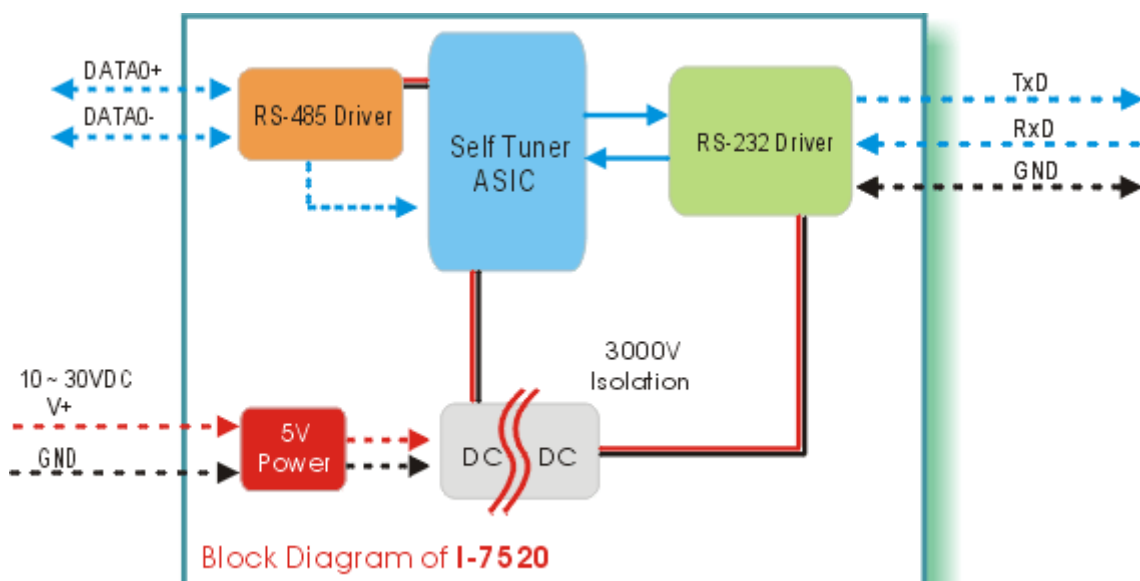 DATA0+
DATA0-
RS-485 Driver
Self Tuner
ASIC
RS-232 Driver
TxD
RxD
GND
10 ~ 30VDC
V+
GND
5V
Power
DC
DC
3000V
Isolation
Block Diagram of I-7520